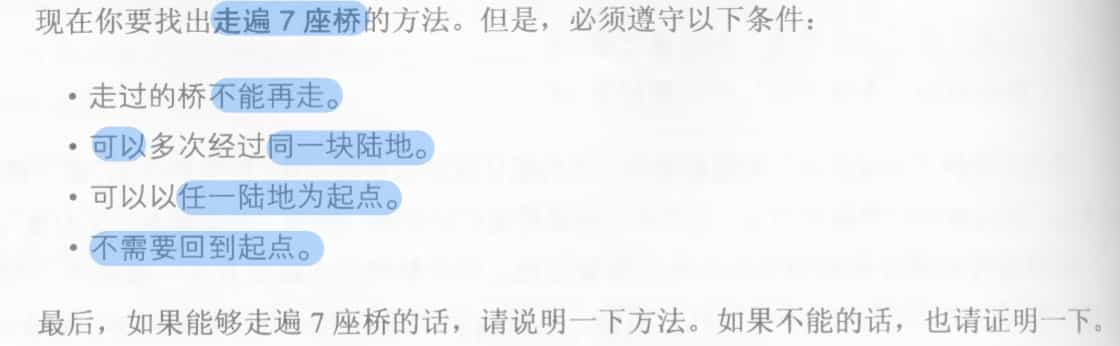 现在你要找出走遍 7 座桥的方法。但是，必须遵守以下条件：
• 走过的桥不能再走。
• 可以多次经过同一块陆地。
• 可以以任一陆地为起点。
• 不需要回到起点。
最后，如果能够走遍 7 座桥的话，请说明一下方法。如果不能的话，也请证明一下。